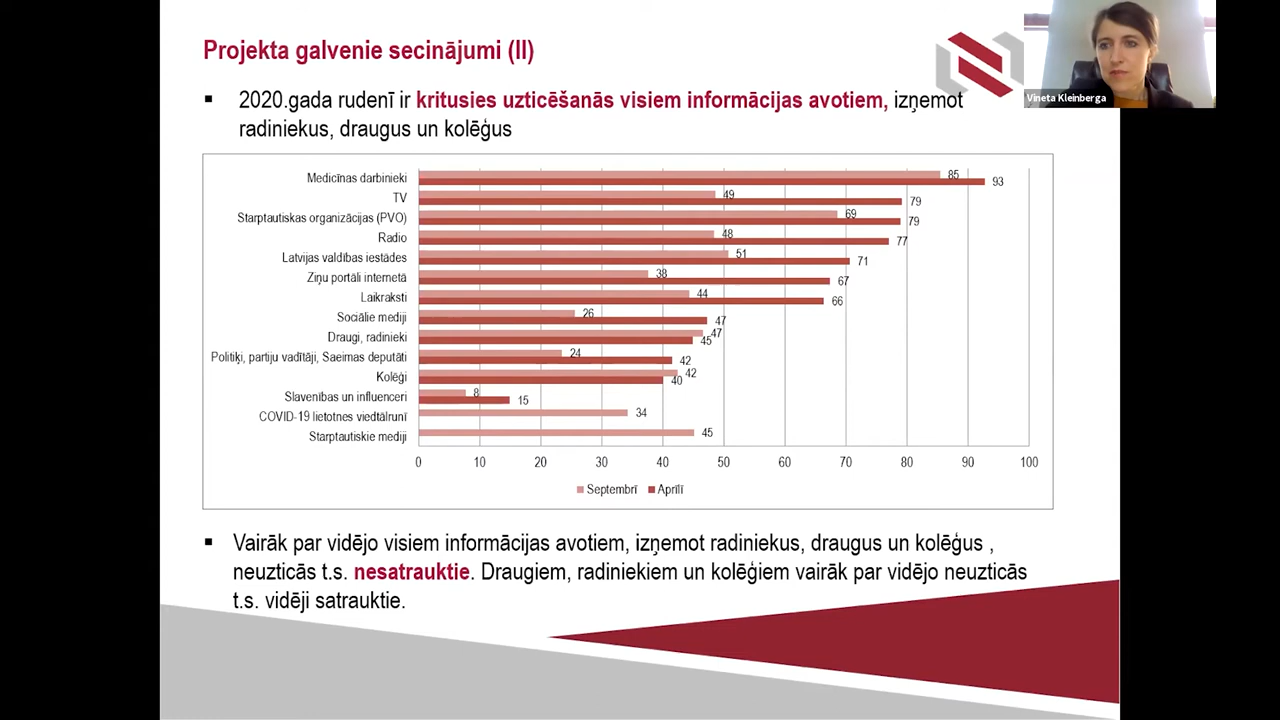 Projekta galvenie secinājumi (II)
Vineta Kleinberga
▪ 2020.gada rudenī ir kritusies uzticēšanās visiem informācijas avotiem, izņemot
radiniekus, draugus un kolēģus
Medicīnas darbinieki 85 93
TV 49 79
Starptautiskas organizācijas (PVO) 69 79
Radio 48 77
Latvijas valdības iestādes 51 71
Ziņu portāli internetā 38 67
Laikraksti 44 66
Sociālie mediji 26 47
Draugi, radinieki 47 45
Politiķi, partiju vadītāji, Saeimas deputāti 24 42
Kolēģi 42 40
Slavenības un influenceri 8 15
COVID-19 lietotnes viedtālrunī 34
Starptautiskie mediji 45
0 10 20 30 40 50 60 70 80 90 100
Septembrī Aprīlī
▪ Vairāk par vidējo visiem informācijas avotiem, izņemot radiniekus, draugus un kolēģus ,
neuzticās t.s. nesatrauktie. Draugiem, radiniekiem un kolēģiem vairāk par vidējo neuzticās
t.s. vidēji satrauktie.